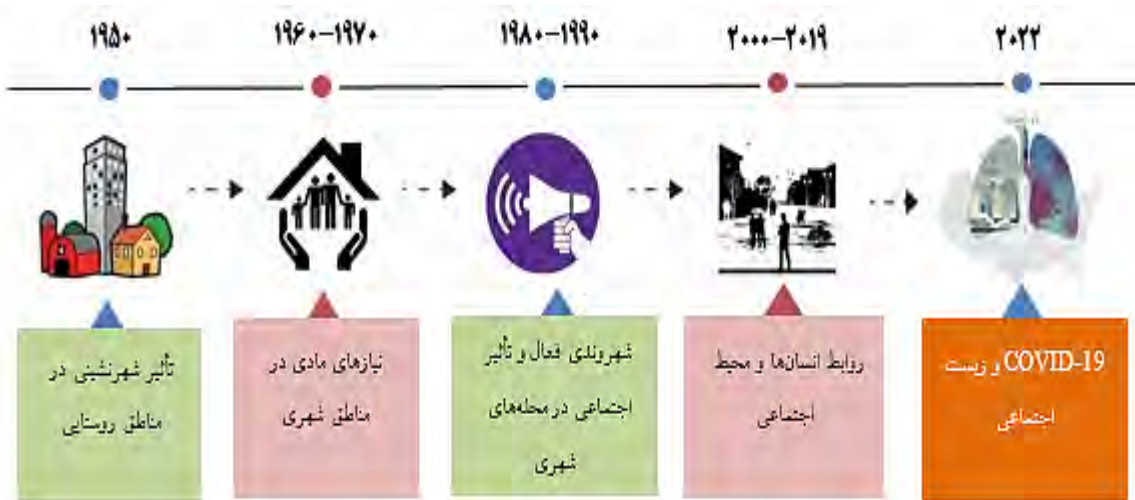 ۱۹۵۰
۱۹۶۰-۱۹۷۰
۱۹۸۰-۱۹۹۰
۲۰۰۰-۲۰۱۹
۲۰۲۲
تأثیر شهرنشینی در
مناطق روستایی
نیازهای مادی در
مناطق شهری
شهروندی فعال و تأثیر
اجتماعی در محله‌های
شهری
روابط انسان‌ها و محیط
اجتماعی
COVID-19 و زیست
اجتماعی